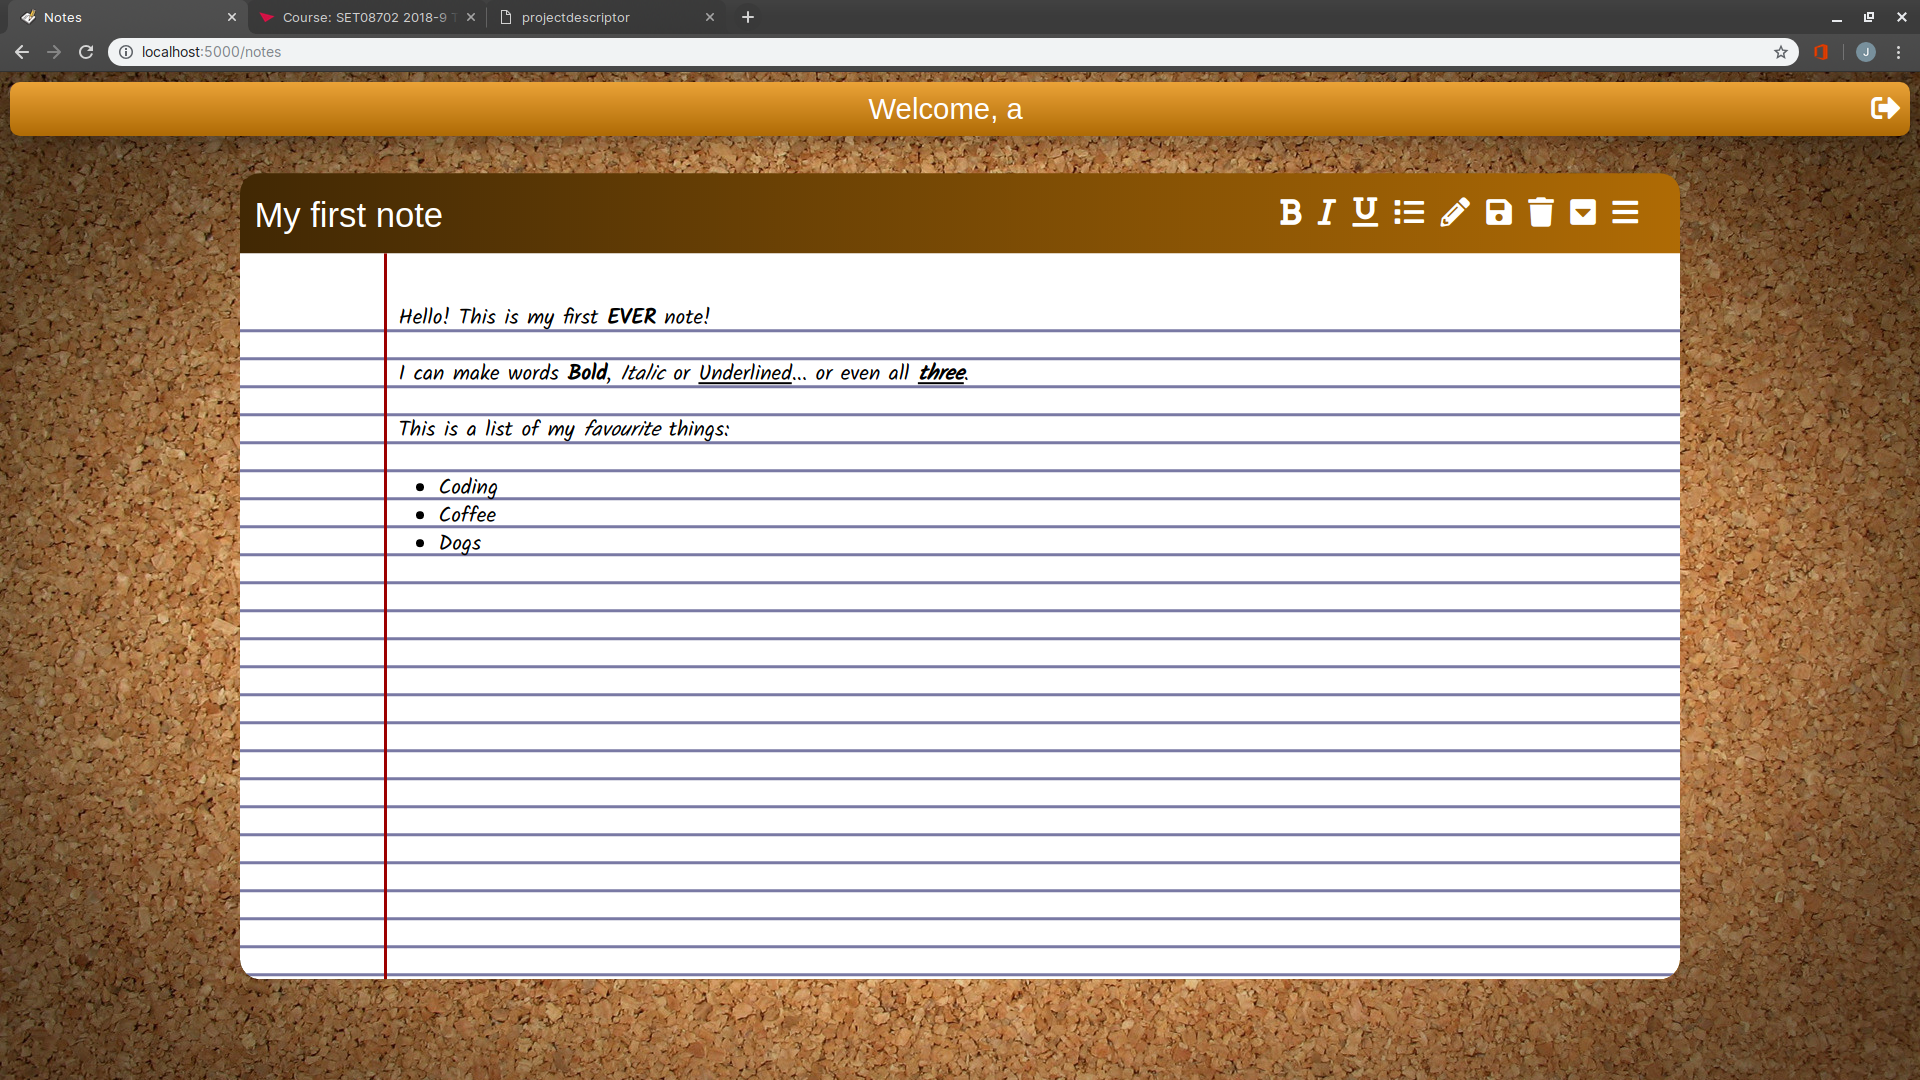 Notes
Course: SET08702 2018-9 T
projectdescriptor
localhost:5000/notes
J
Welcome, a
My first note
B I U
Hello! This is my first EVER note!
I can make words Bold, Italic or Underlined... or even all three.
This is a list of my favourite things:
• Coding
• Coffee
• Dogs